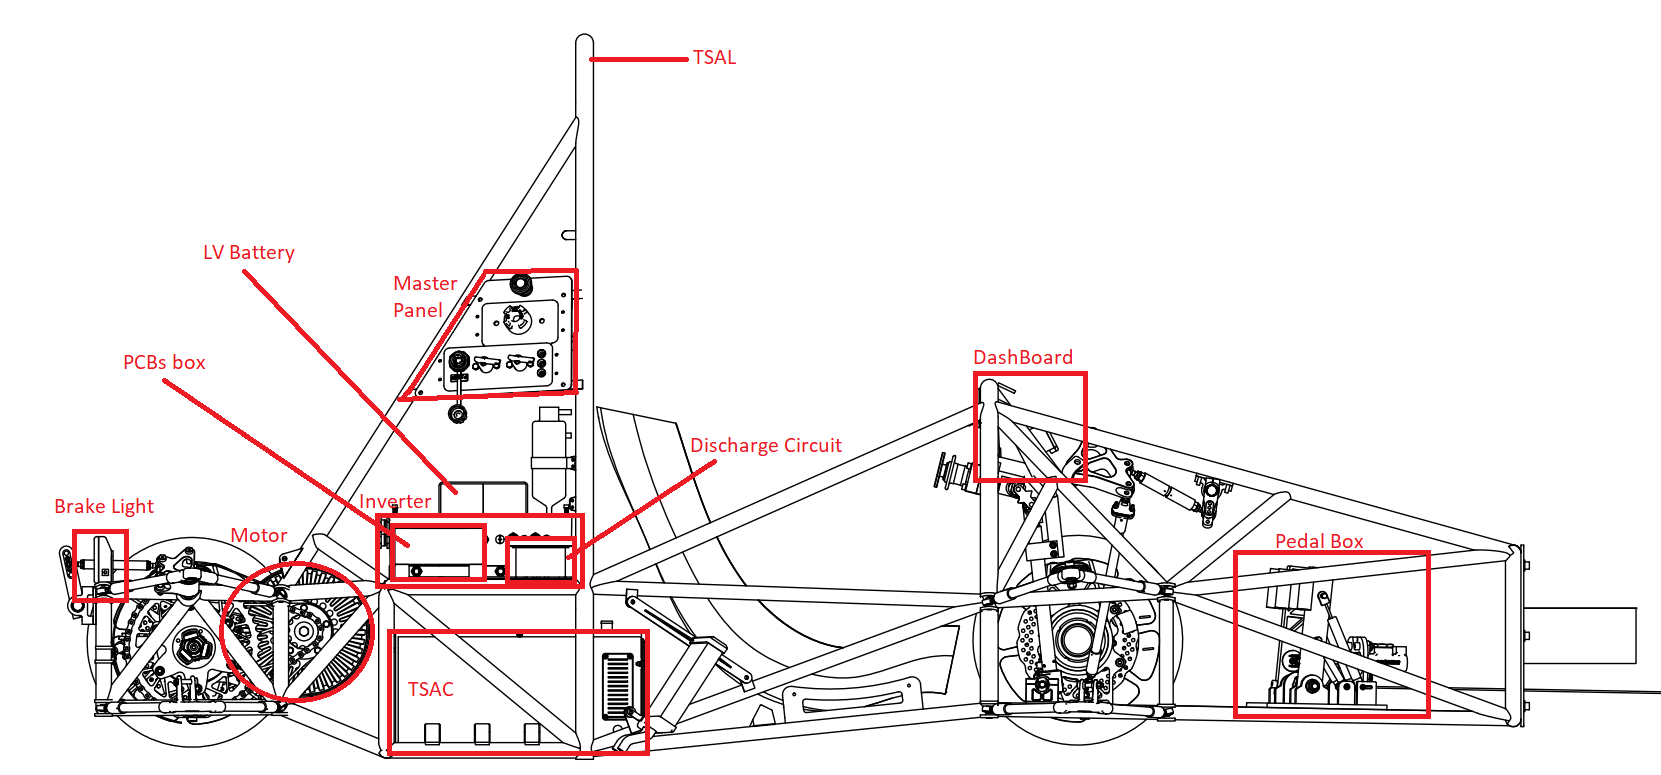 TSAL
LV Battery
Master
Panel
PCBs box
DashBoard
Discharge Circuit
Inverter
Brake Light
Motor
Pedal Box
TSAC